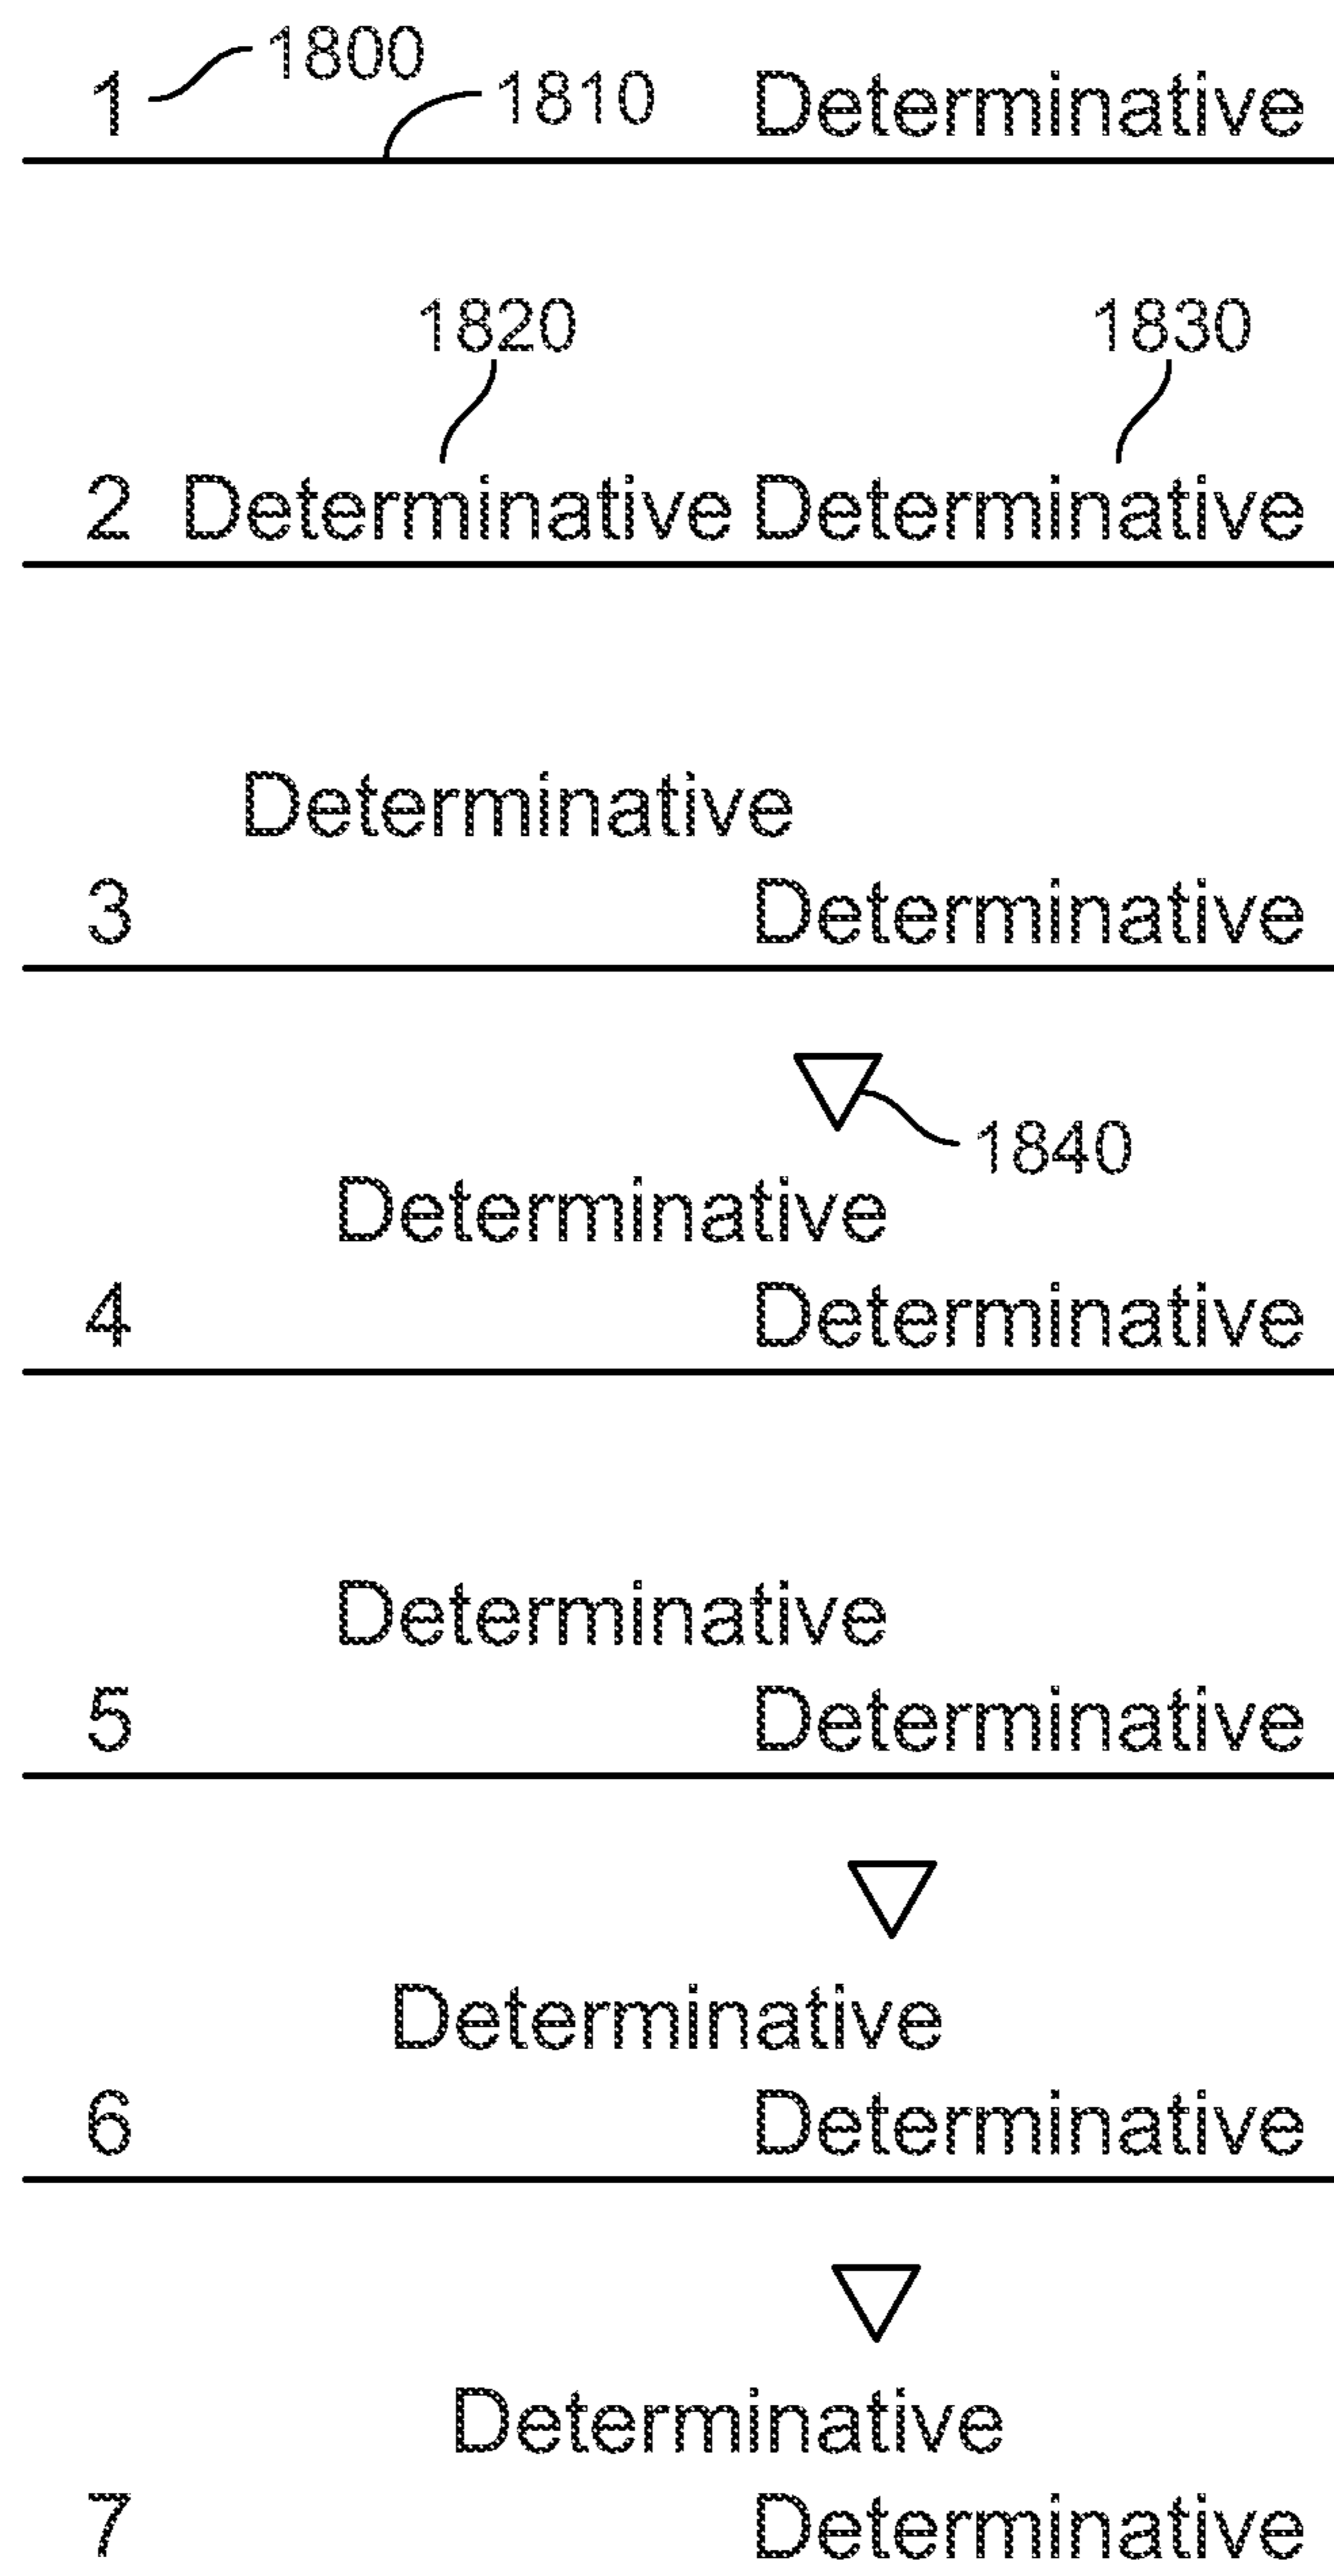 1800
1 1810 Determinative
1820 1830
2 Determinative Determinative
Determinative
3 Determinative
1840
Determinative
4 Determinative
Determinative
5 Determinative
Determinative
6 Determinative
Determinative
7 Determinative